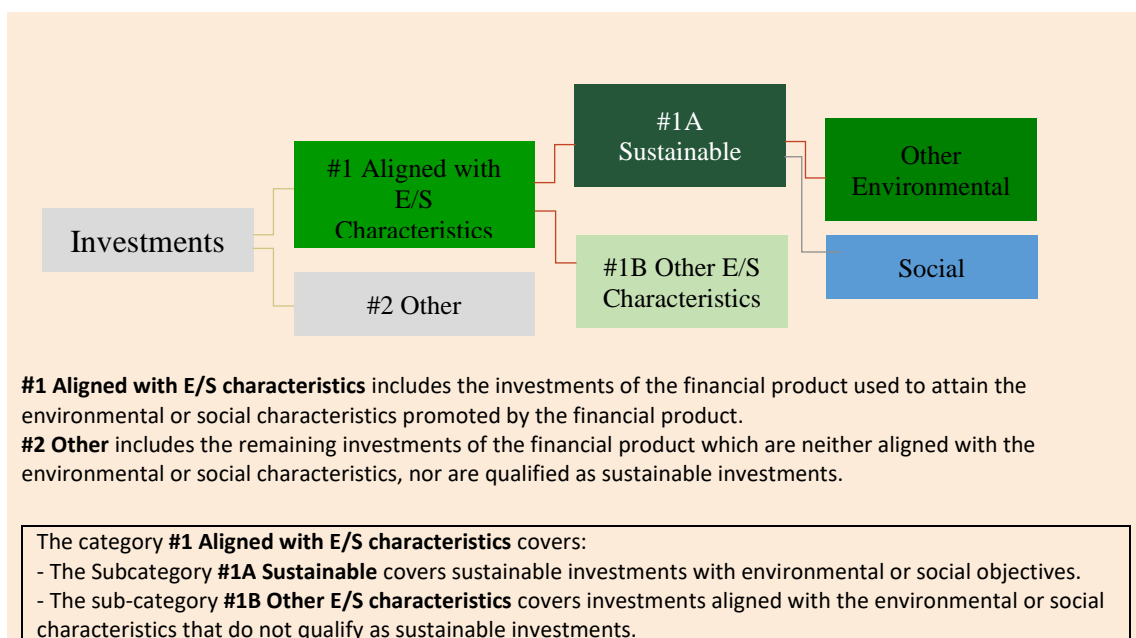 #1A
Sustainable
Other
Environmental
#1 Aligned with
E/S
Characteristics
Investments
#1B Other E/S
Characteristics
Social
#2 Other
#1 Aligned with E/S characteristics includes the investments of the financial product used to attain the
environmental or social characteristics promoted by the financial product.
#2 Other includes the remaining investments of the financial product which are neither aligned with the
environmental or social characteristics, nor are qualified as sustainable investments.
The category #1 Aligned with E/S characteristics covers:
- The Subcategory #1A Sustainable covers sustainable investments with environmental or social objectives.
- The sub-category #1B Other E/S characteristics covers investments aligned with the environmental or social
characteristics that do not qualify as sustainable investments.